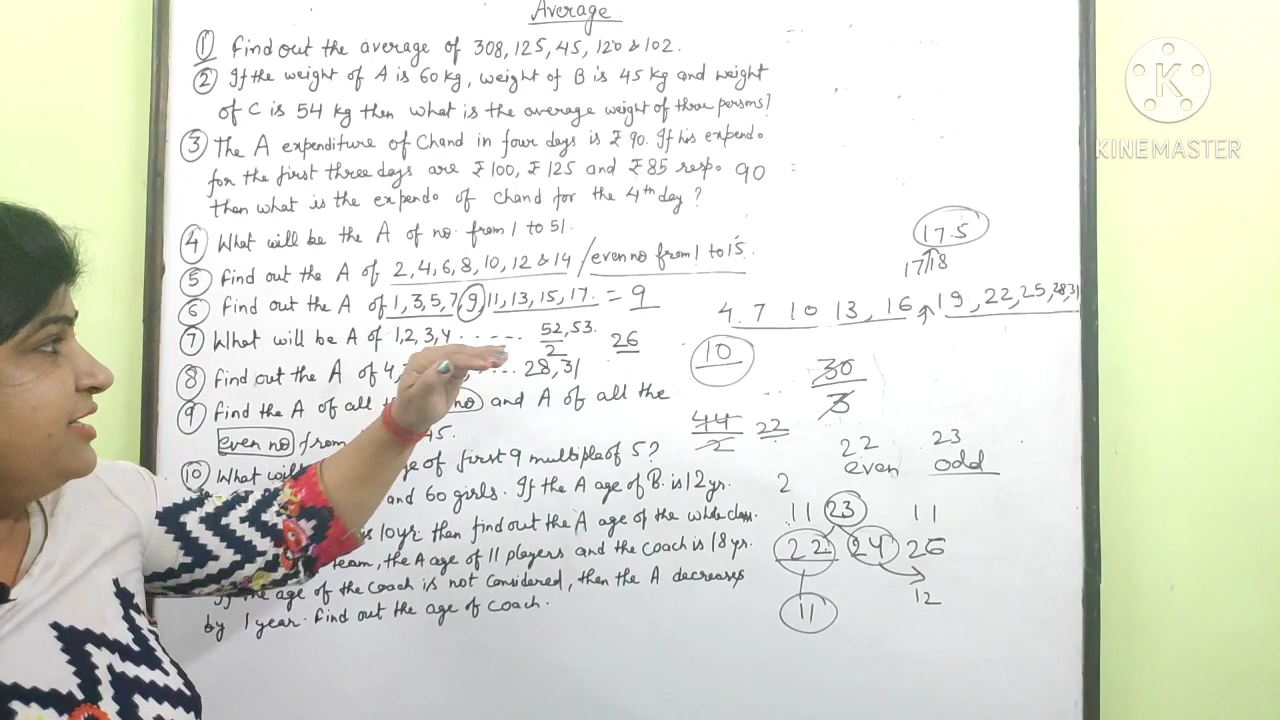 Average
① Find out the average of 308, 125, 45, 120 & 102.
② If the weight of A is 60 kg, weight of B is 45 kg and weight
of C is 54 kg then what is the average weight of three persons?
③ The A expenditure of Chand in four days is ₹ 90. If his expend.
for the first three days are ₹ 100, ₹ 125 and ₹ 85 resp. 90 =
then what is the expend. of Chand for the 4th day?
④ What will be the A of no. from 1 to 51.
⑤ Find out the A of 2, 4, 6, 8, 10, 12 & 14 / even no from 1 to 15.
⑥ Find out the A of 1, 3, 5, 7, 9, 11, 13, 15, 17. = 9
⑦ What will be A of 1, 2, 3, 4 ...... 52, 53. 26
2
⑧ Find out the A of 4, ..... 28, 31
⑨ Find the A of all no and A of all the
even no from 45.
⑩ What of first 9 multiple of 5?
and 60 girls. If the A age of B. is 12 yr.
is 10 yr then find out the A age of the whole class.
team, the A age of 11 players and the coach is 18 yrs.
If the age of the coach is not considered, then the A decreases
by 1 year. Find out the age of coach.
17.5
17 18
4. 7 10 13, 16 19, 22, 25, 28, 31
10
30
3
44
2
22
22 23
even odd
2
11 23 11
22 24 26
11 12
K
KINEMASTER